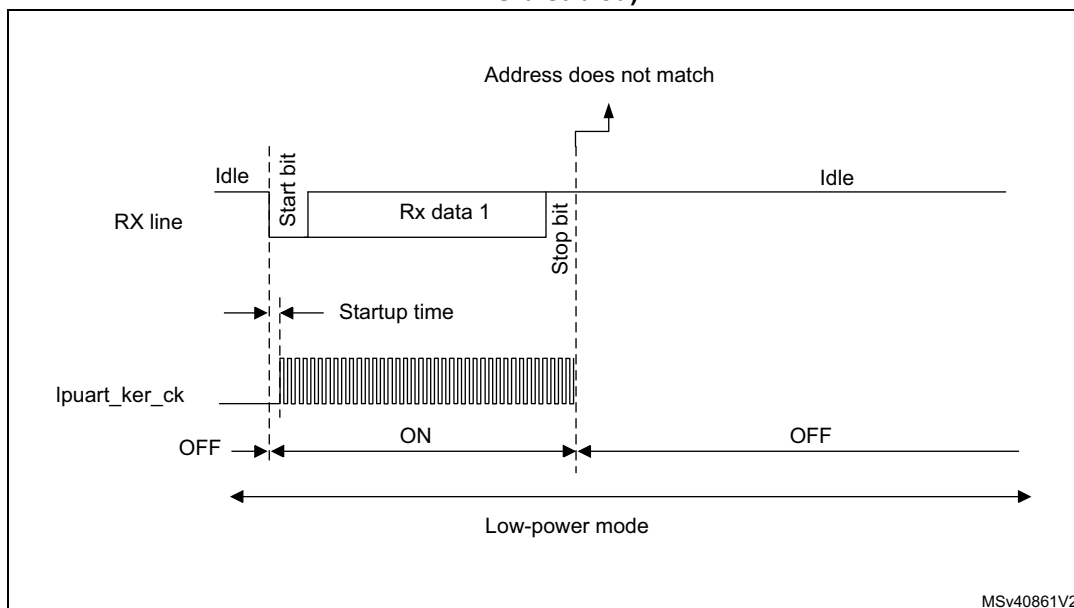 Address does not match
Idle
Start bit
Rx data 1
Stop bit
Idle
RX line
Startup time
lpuart_ker_ck
OFF
ON
OFF
Low-power mode
MSv40861V2